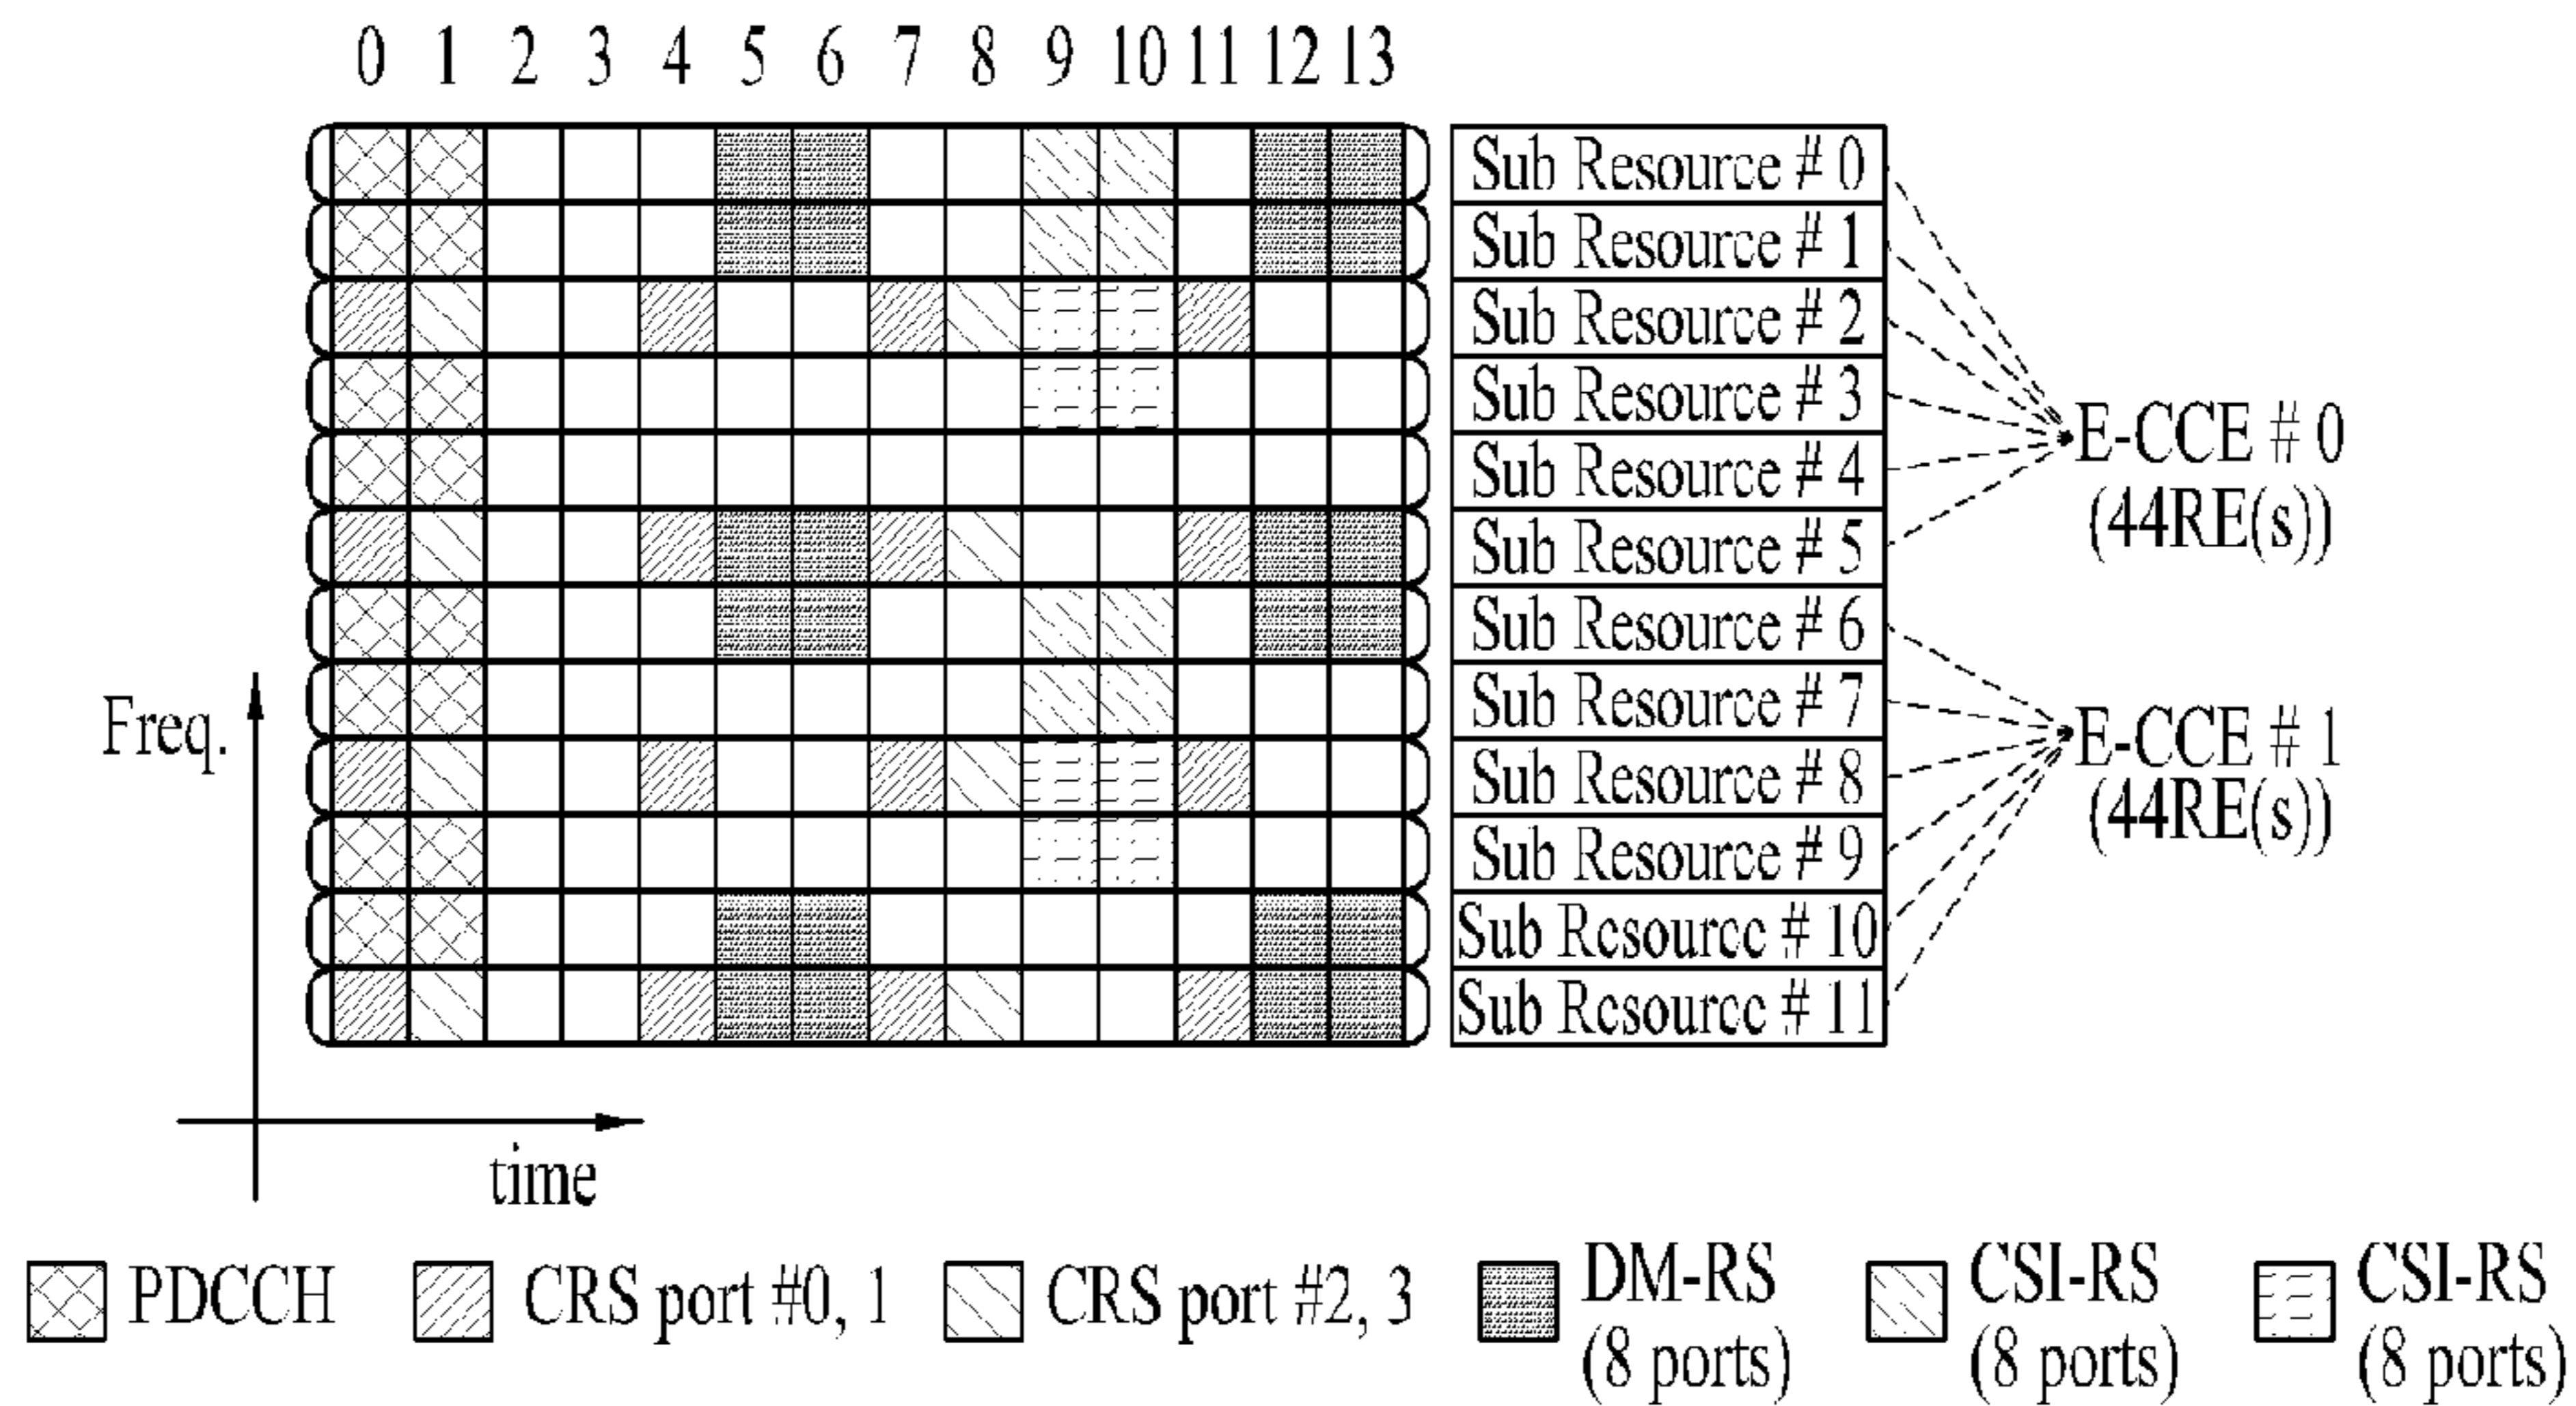 0 1 2 3 4 5 6 7 8 9 10 11 12 13
Sub Resource # 0
Sub Resource # 1
Sub Resource # 2
Sub Resource # 3
Sub Resource # 4
Sub Resource # 5
Sub Resource # 6
Sub Resource # 7
Sub Resource # 8
Sub Resource # 9
Sub Resource # 10
Sub Resource # 11
E-CCE # 0
(44RE(s))
E-CCE # 1
(44RE(s))
Freq.
time
PDCCH
CRS port #0, 1
CRS port #2, 3
DM-RS
(8 ports)
CSI-RS
(8 ports)
CSI-RS
(8 ports)